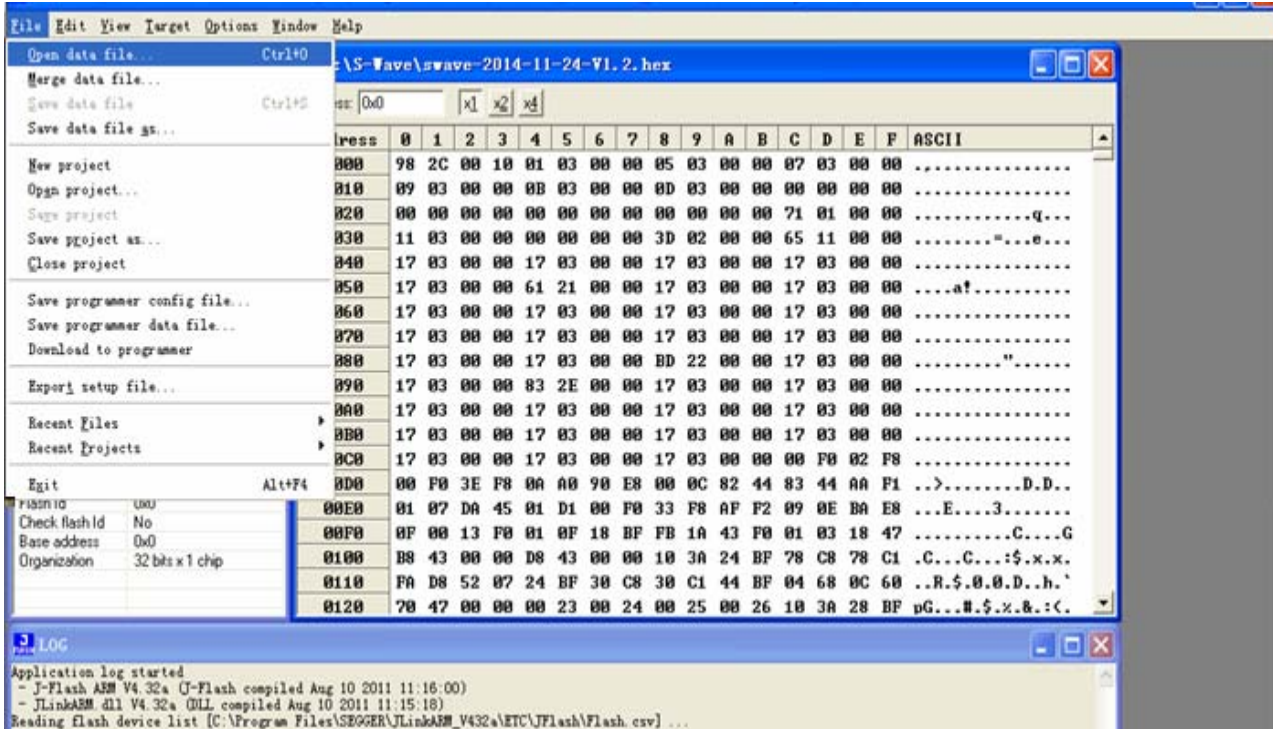 File Edit View Target Options Window Help
Open data file... Ctrl+O
Merge data file...
Save data file Ctrl+S
Save data file as...
New project
Open project...
Save project
Save project as...
Close project
Save programmer config file...
Save programmer data file...
Download to programmer
Export setup file...
Recent Files
Recent Projects
Exit Alt+F4
Flash Id 0x0
Check flash Id No
Base address 0x0
Organization 32 bits x 1 chip
:\S-Wave\swave-2014-11-24-V1.2.hex
ess: 0x0 x1 x2 x4
dress 0 1 2 3 4 5 6 7 8 9 A B C D E F ASCII
000 98 2C 00 10 01 03 00 00 05 03 00 00 07 03 00 00 .,..............
010 09 03 00 00 0B 03 00 00 0D 03 00 00 00 00 00 00 ................
020 00 00 00 00 00 00 00 00 00 00 00 00 71 01 00 00 ............q...
030 11 03 00 00 00 00 00 00 3D 02 00 00 65 11 00 00 ........=...e...
040 17 03 00 00 17 03 00 00 17 03 00 00 17 03 00 00 ................
050 17 03 00 00 61 21 00 00 17 03 00 00 17 03 00 00 ....a!..........
060 17 03 00 00 17 03 00 00 17 03 00 00 17 03 00 00 ................
070 17 03 00 00 17 03 00 00 17 03 00 00 17 03 00 00 ................
080 17 03 00 00 17 03 00 00 BD 22 00 00 17 03 00 00 .........".......
090 17 03 00 00 83 2E 00 00 17 03 00 00 17 03 00 00 ................
0A0 17 03 00 00 17 03 00 00 17 03 00 00 17 03 00 00 ................
0B0 17 03 00 00 17 03 00 00 17 03 00 00 17 03 00 00 ................
0C0 17 03 00 00 17 03 00 00 17 03 00 00 00 F0 02 F8 ................
0D0 00 F0 3E F8 0A A0 90 E8 00 0C 82 44 83 44 AA F1 ..>........D.D..
00E0 01 07 DA 45 01 D1 00 F0 33 F8 AF F2 09 0E BA E8 ...E....3.......
00F0 0F 00 13 F0 01 0F 18 BF FB 1A 43 F0 01 03 18 47 ..........C....G
0100 B8 43 00 00 D8 43 00 00 10 3A 24 BF 78 C8 78 C1 .C...C...:$.x.x.
0110 FA D8 52 07 24 BF 30 C8 30 C1 44 BF 04 68 0C 60 ..R.$.0.0.D..h.`
0120 70 47 00 00 00 23 00 24 00 25 00 26 10 3A 28 BF pG...#.$.%.&.:(.
LOG
Application log started
- J-Flash ARM V4.32a (J-Flash compiled Aug 10 2011 11:16:00)
- JLinkARM.dll V4.32a (DLL compiled Aug 10 2011 11:15:18)
Reading flash device list [C:\Program Files\SEGGER\JLinkARM_V432a\ETC\JFlash\Flash.csv] ...